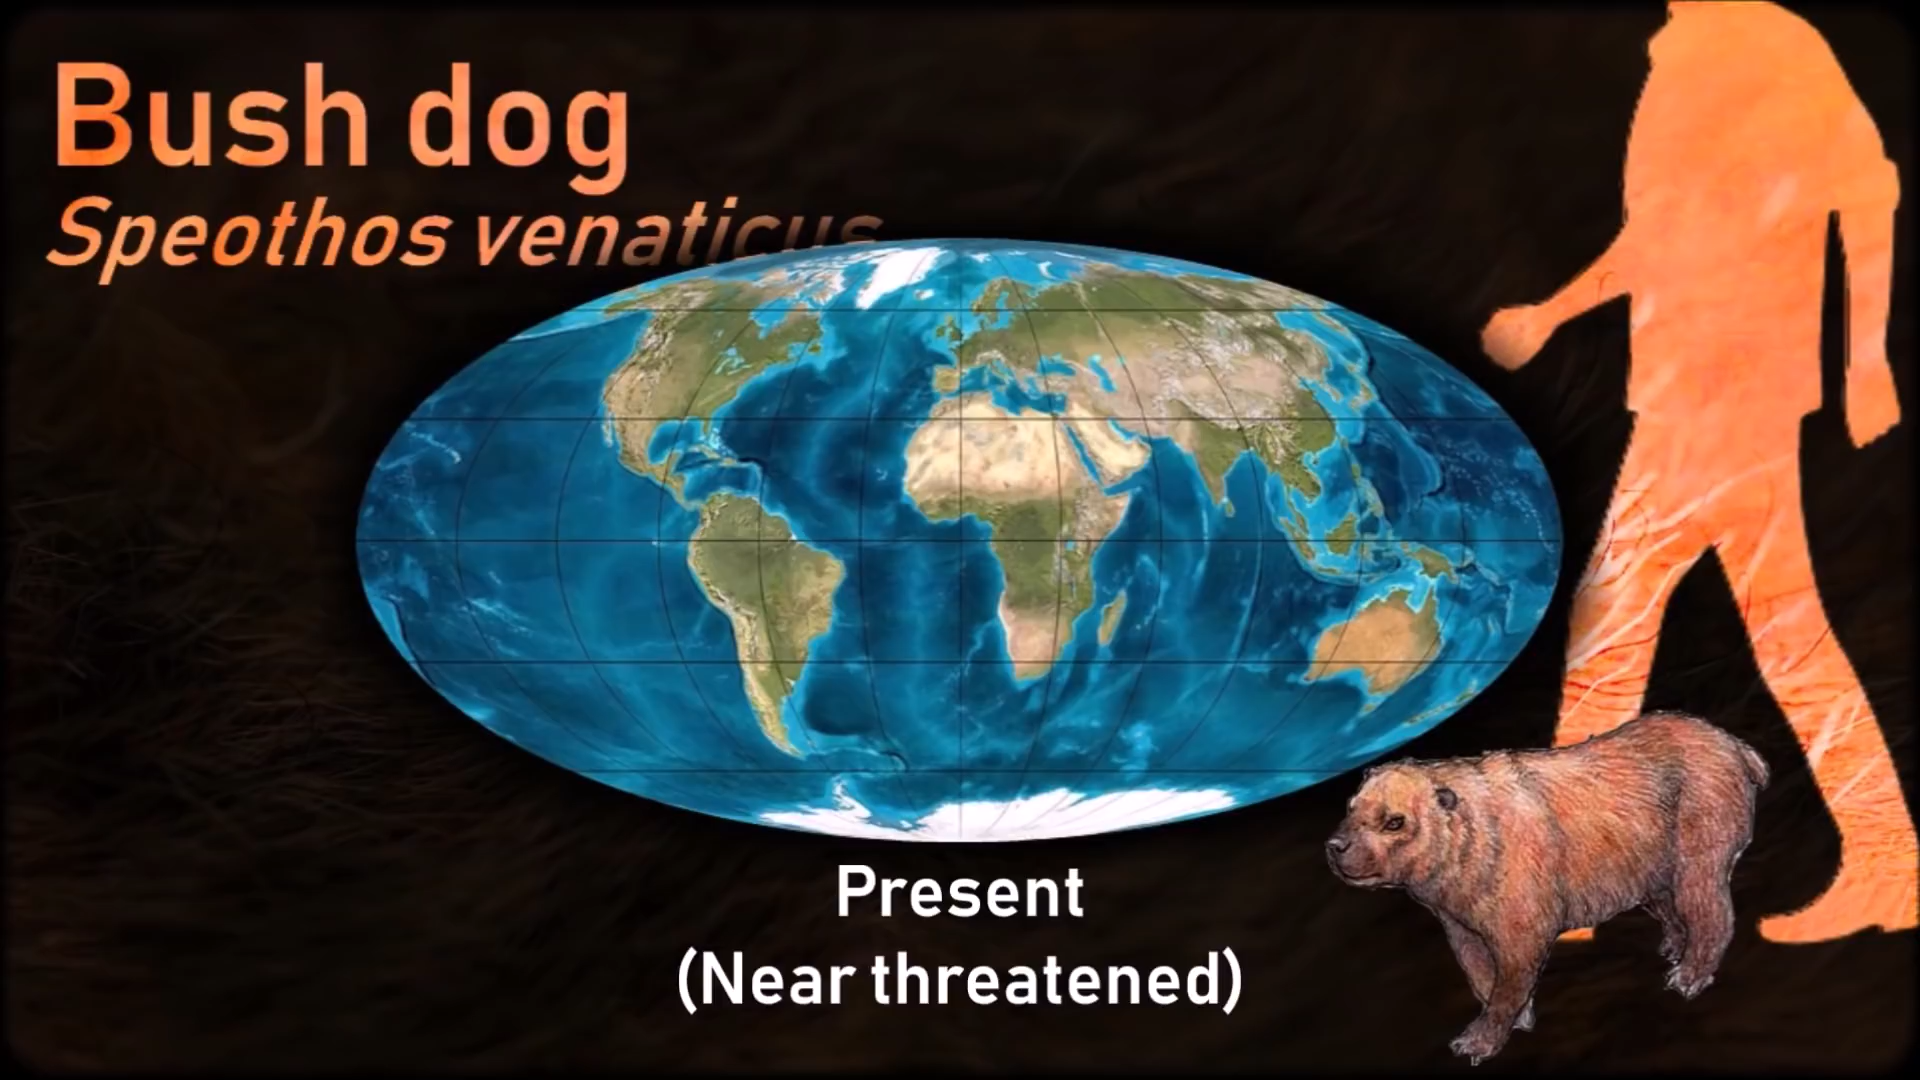 Bush dog
Speothos venaticus
Present
(Near threatened)